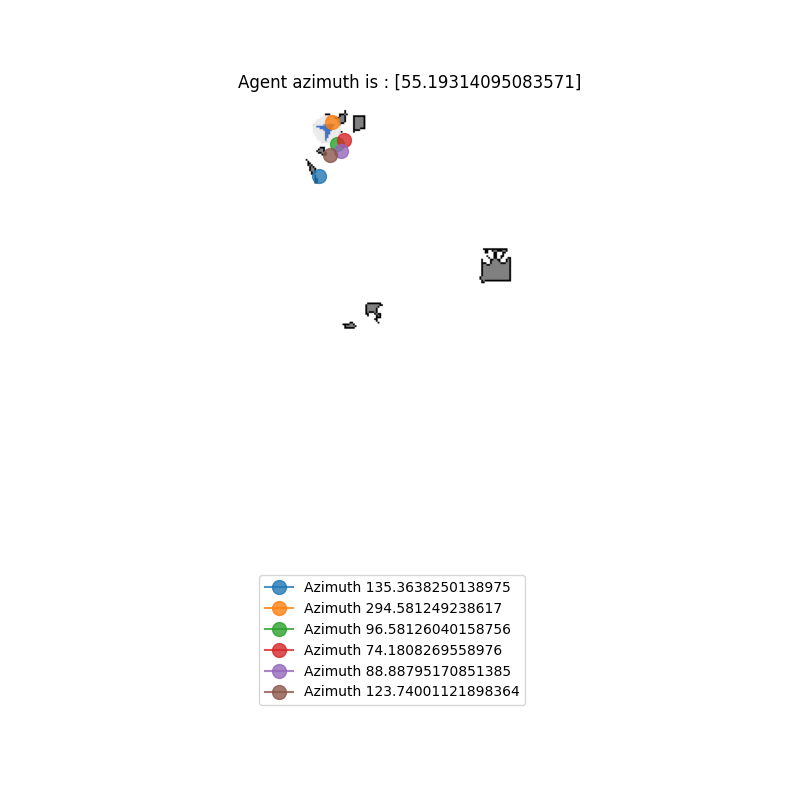 Agent azimuth is : [55.19314095083571]
Azimuth 135.3638250138975
Azimuth 294.581249238617
Azimuth 96.58126040158756
Azimuth 74.1808269558976
Azimuth 88.88795170851385
Azimuth 123.74001121898364